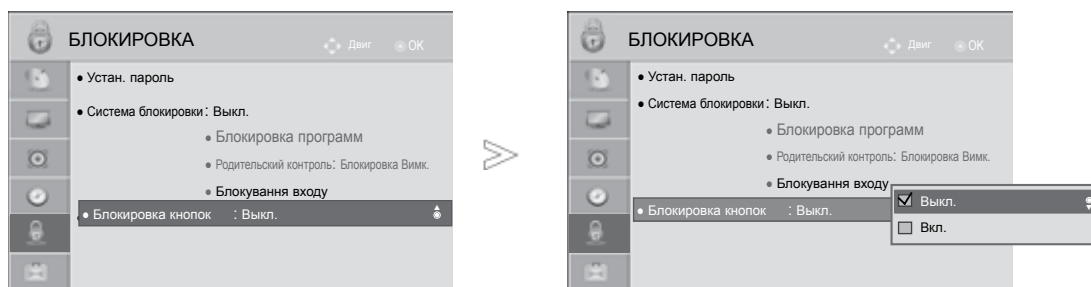 БЛОКИРОВКА
Двиг
OK
• Устан. пароль
• Система блокировки: Выкл.
• Блокировка программ
• Родительский контроль: Блокировка Вимк.
• Блокування входу
• Блокировка кнопок : Выкл.
БЛОКИРОВКА
Двиг
OK
• Устан. пароль
• Система блокировки: Выкл.
• Блокировка программ
• Родительский контроль: Блокировка Вимк.
• Блокування входу
• Блокировка кнопок : Выкл.
Выкл.
Вкл.